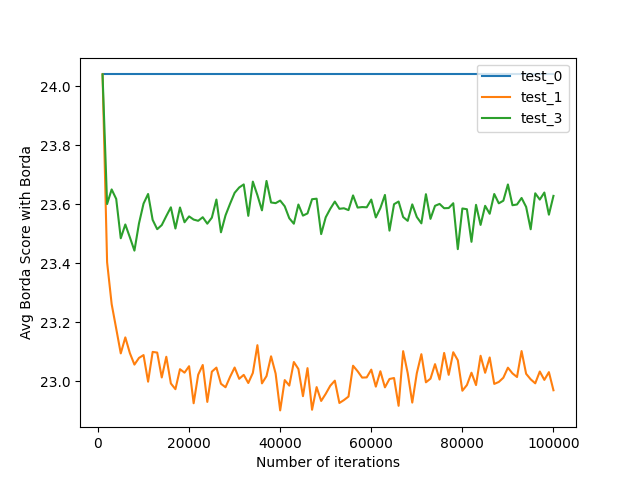 24.0
23.8
23.6
23.4
23.2
23.0
Avg Borda Score with Borda
test_0
test_1
test_3
0 20000 40000 60000 80000 100000
Number of iterations